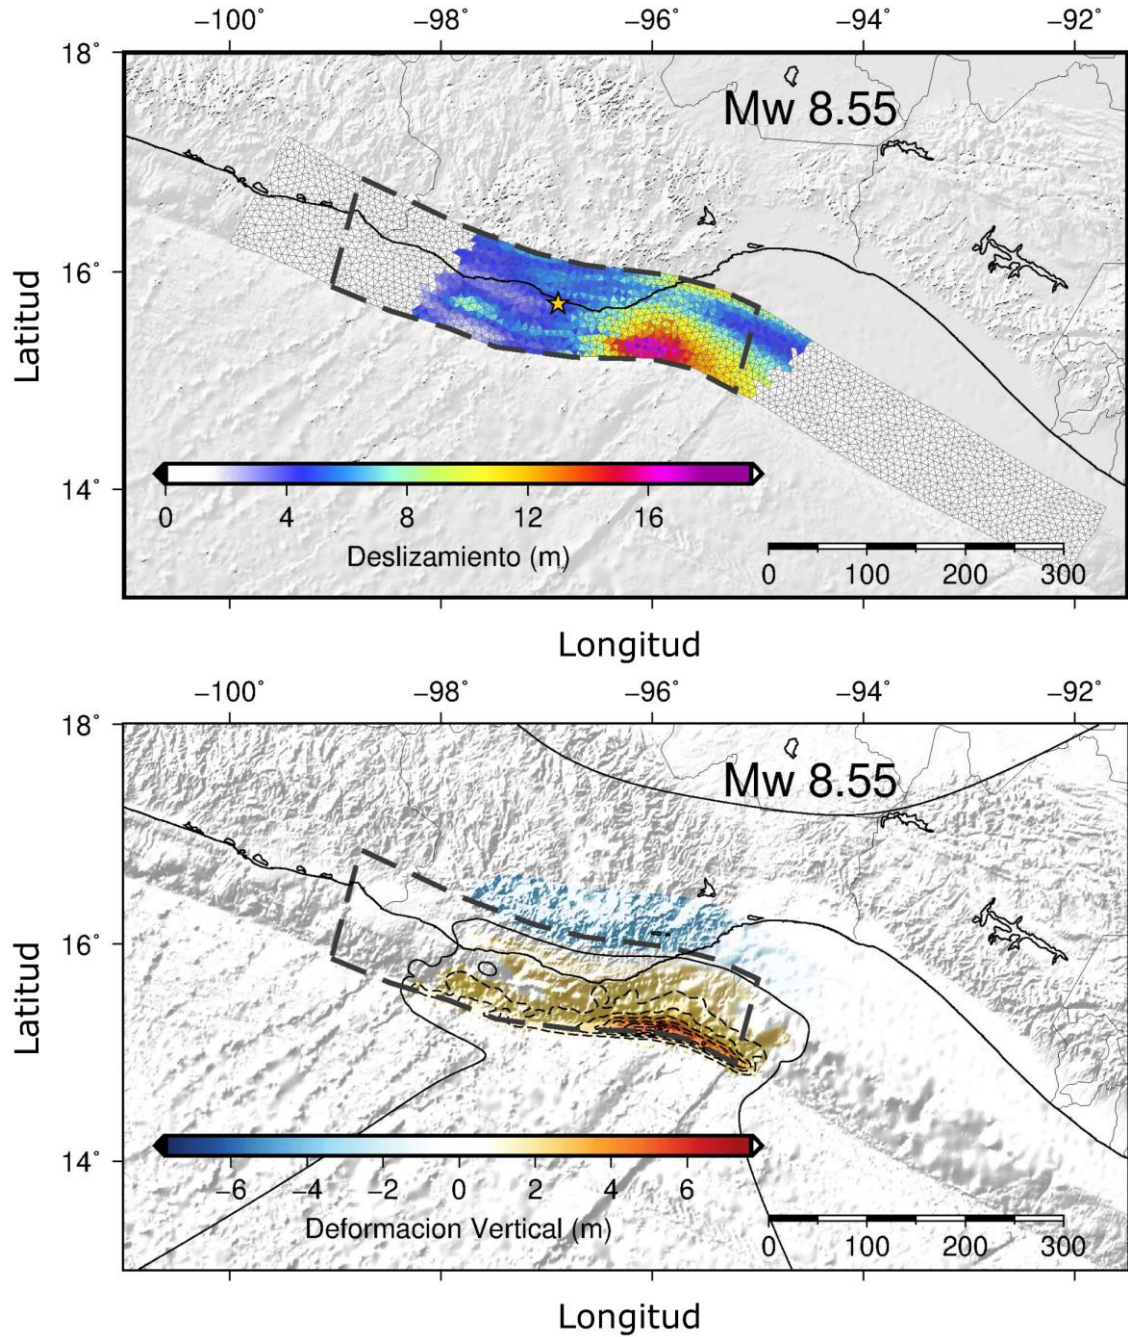 −100° −98° −96° −94° −92°
18°
Mw 8.55
16°
Latitud
14°
0 4 8 12 16
Deslizamiento (m)
0 100 200 300
Longitud
−100° −98° −96° −94° −92°
18°
Mw 8.55
16°
Latitud
14°
−6 −4 −2 0 2 4 6
Deformacion Vertical (m)
0 100 200 300
Longitud